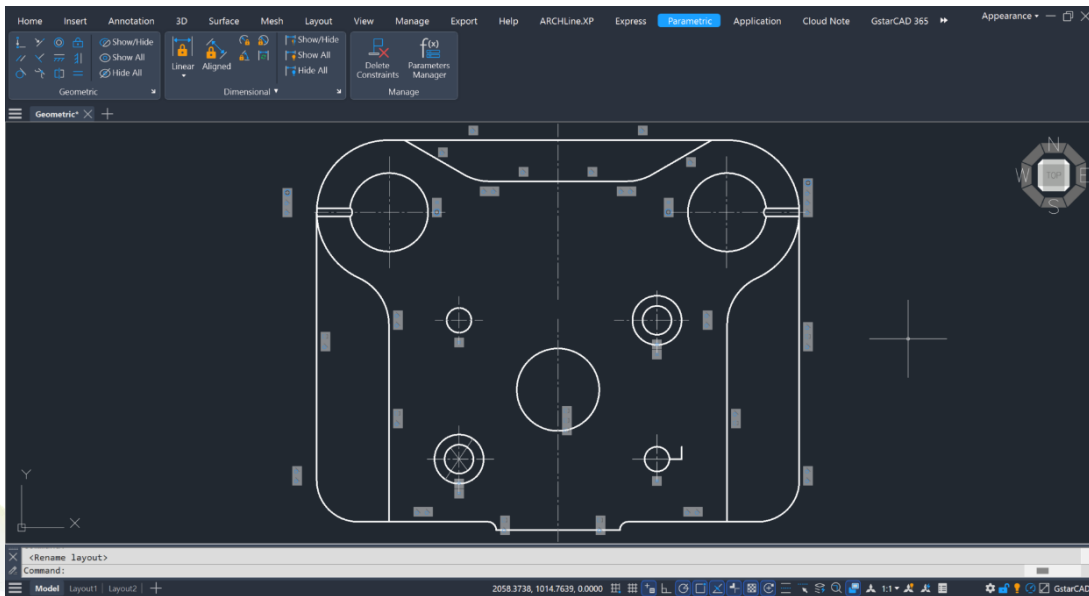 Home Insert Annotation 3D Surface Mesh Layout View Manage Export Help ARCHLine.XP Express Parametric Application Cloud Note GstarCAD 365 Appearance
Show/Hide
Show All
Hide All
Geometric
Linear
Aligned
Show/Hide
Show All
Hide All
Dimensional
Delete
Constraints
Parameters
Manager
Manage
Geometric*
N
W
TOP
E
S
Y
X
<Rename layout>
Command:
Model Layout1 Layout2 2058.3738, 1014.7639, 0.0000 1:1 GstarCAD